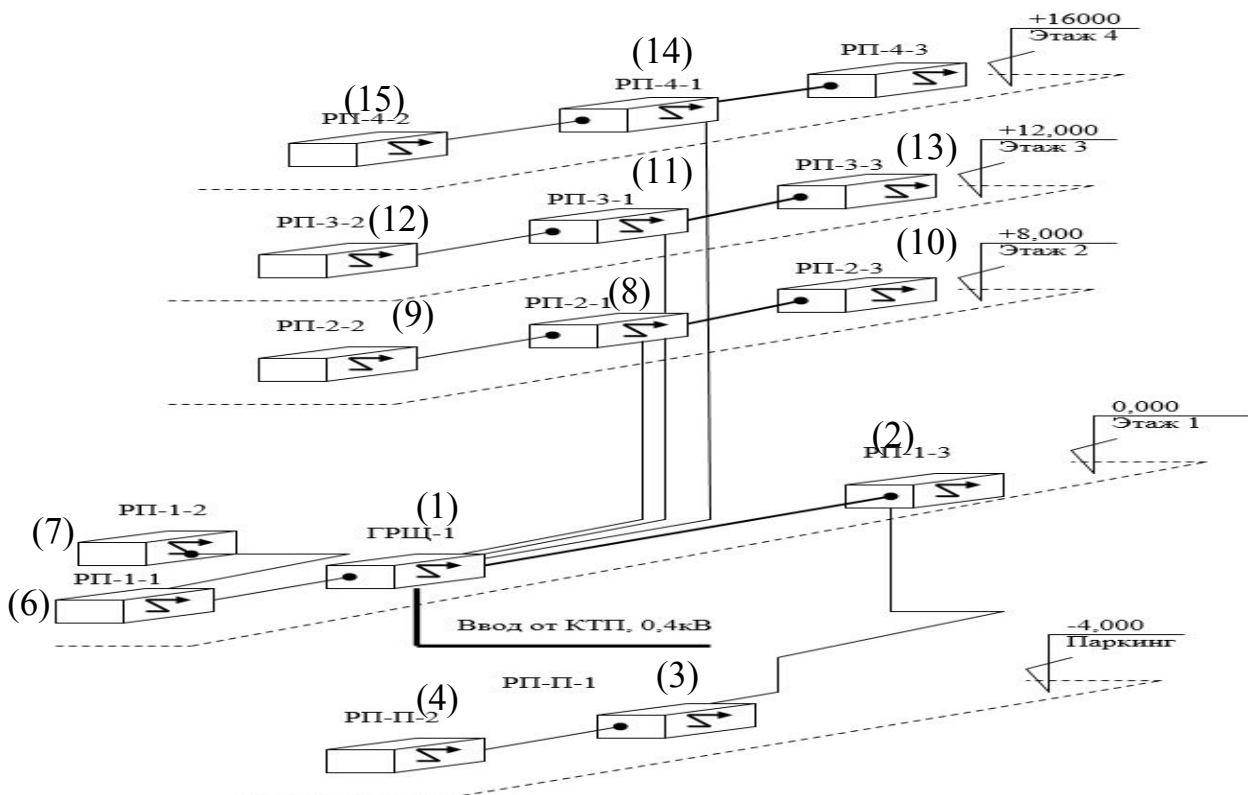 +16000
Этаж 4
(14)
РП-4-3
РП-4-1
(15)
РП-4-2
+12,000
Этаж 3
(13)
РП-3-3
(11)
РП-3-1
(12)
РП-3-2
+8,000
Этаж 2
(10)
РП-2-3
(8)
РП-2-1
(9)
РП-2-2
0,000
Этаж 1
(2)
РП-1-3
(1)
ГРЩ-1
РП-1-2
(7)
РП-1-1
(6)
Ввод от КТП, 0,4кВ
-4,000
Паркинг
(3)
РП-П-1
(4)
РП-П-2